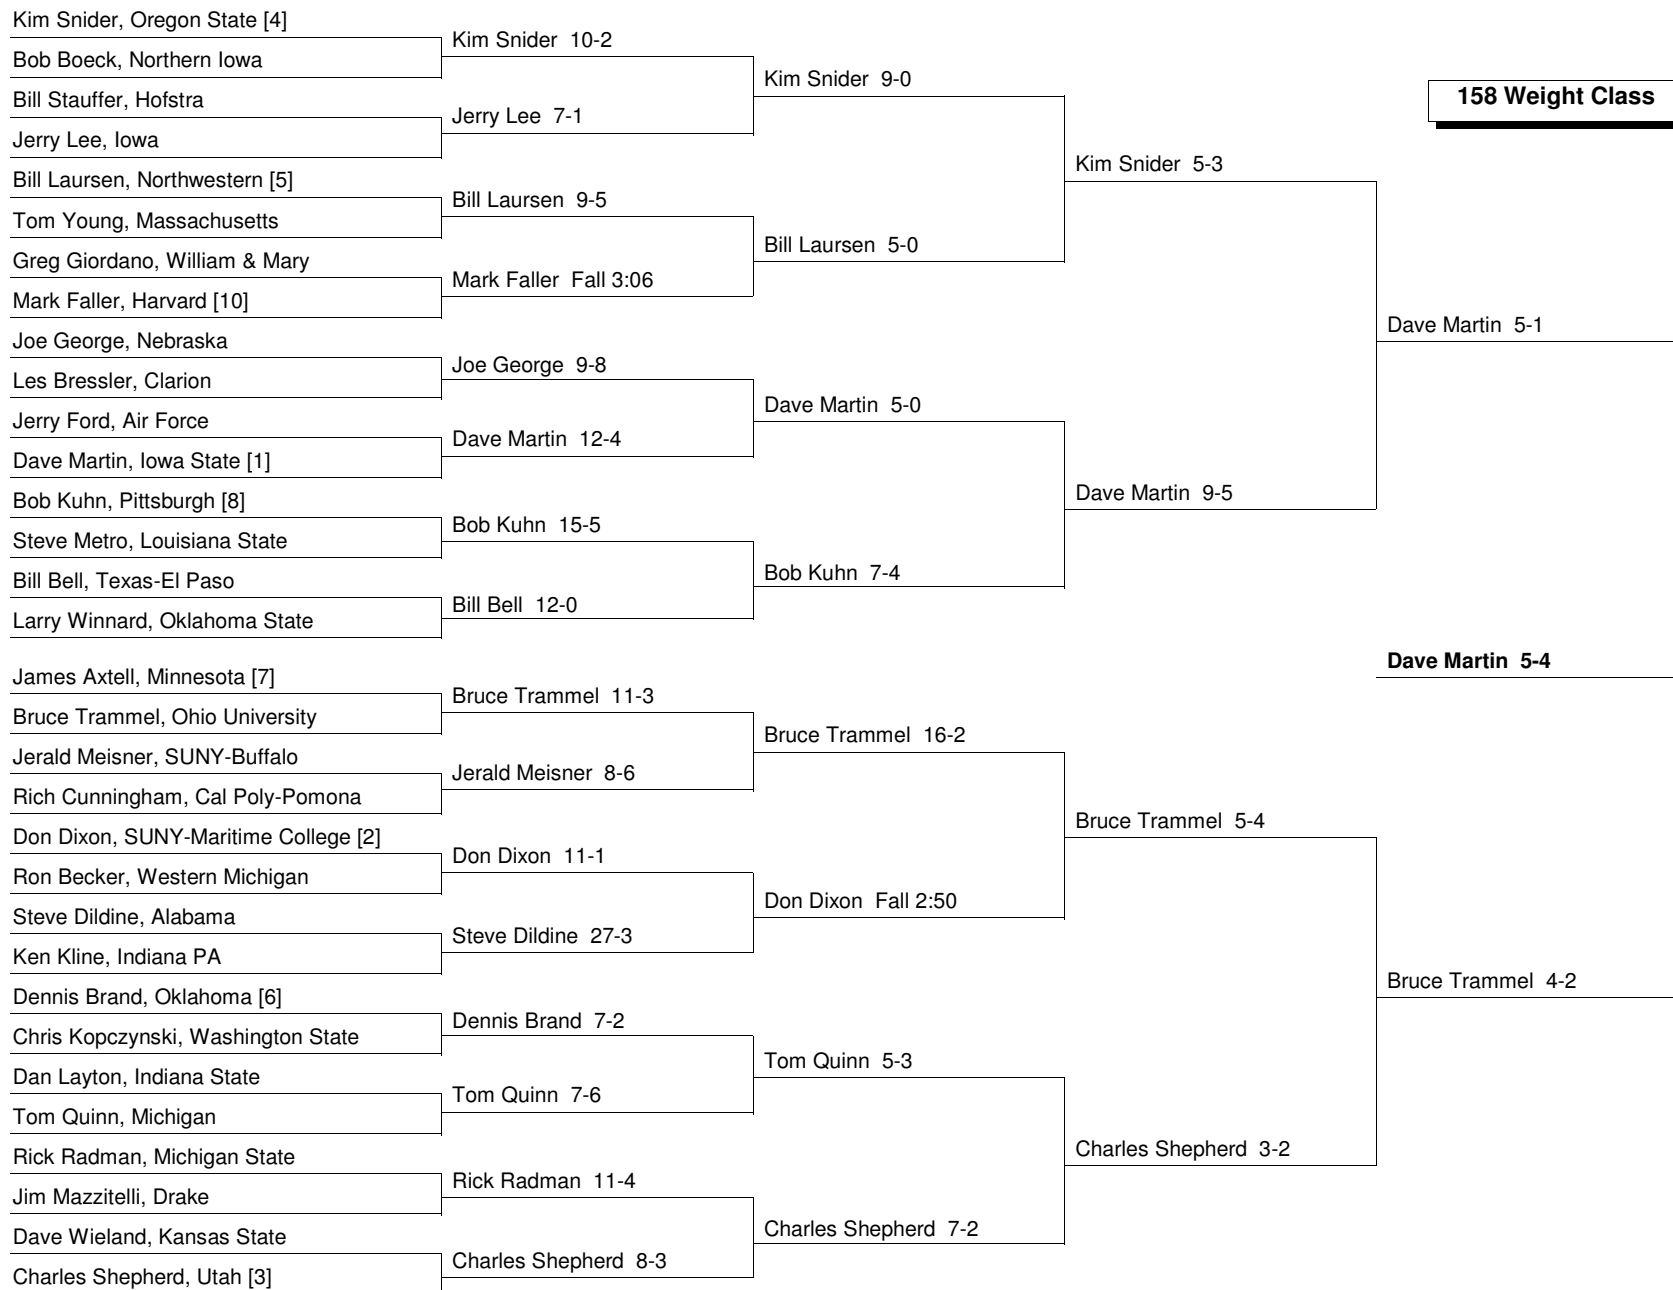 Kim Snider, Oregon State [4]
Bob Boeck, Northern Iowa
Bill Stauffer, Hofstra
Jerry Lee, Iowa
Bill Laursen, Northwestern [5]
Tom Young, Massachusetts
Greg Giordano, William & Mary
Mark Faller, Harvard [10]
Joe George, Nebraska
Les Bressler, Clarion
Jerry Ford, Air Force
Dave Martin, Iowa State [1]
Bob Kuhn, Pittsburgh [8]
Steve Metro, Louisiana State
Bill Bell, Texas-El Paso
Larry Winnard, Oklahoma State
James Axtell, Minnesota [7]
Bruce Trammel, Ohio University
Jerald Meisner, SUNY-Buffalo
Rich Cunningham, Cal Poly-Pomona
Don Dixon, SUNY-Maritime College [2]
Ron Becker, Western Michigan
Steve Dildine, Alabama
Ken Kline, Indiana PA
Dennis Brand, Oklahoma [6]
Chris Kopczynski, Washington State
Dan Layton, Indiana State
Tom Quinn, Michigan
Rick Radman, Michigan State
Jim Mazzitelli, Drake
Dave Wieland, Kansas State
Charles Shepherd, Utah [3]
Kim Snider 10-2
Jerry Lee 7-1
Bill Laursen 9-5
Mark Faller Fall 3:06
Joe George 9-8
Dave Martin 12-4
Bob Kuhn 15-5
Bill Bell 12-0
Bruce Trammel 11-3
Jerald Meisner 8-6
Don Dixon 11-1
Steve Dildine 27-3
Dennis Brand 7-2
Tom Quinn 7-6
Rick Radman 11-4
Charles Shepherd 8-3
Kim Snider 9-0
Bill Laursen 5-0
Dave Martin 5-0
Bob Kuhn 7-4
Bruce Trammel 16-2
Don Dixon Fall 2:50
Tom Quinn 5-3
Charles Shepherd 7-2
Kim Snider 5-3
Dave Martin 9-5
Bruce Trammel 5-4
Charles Shepherd 3-2
158 Weight Class
Dave Martin 5-1
Dave Martin 5-4
Bruce Trammel 4-2